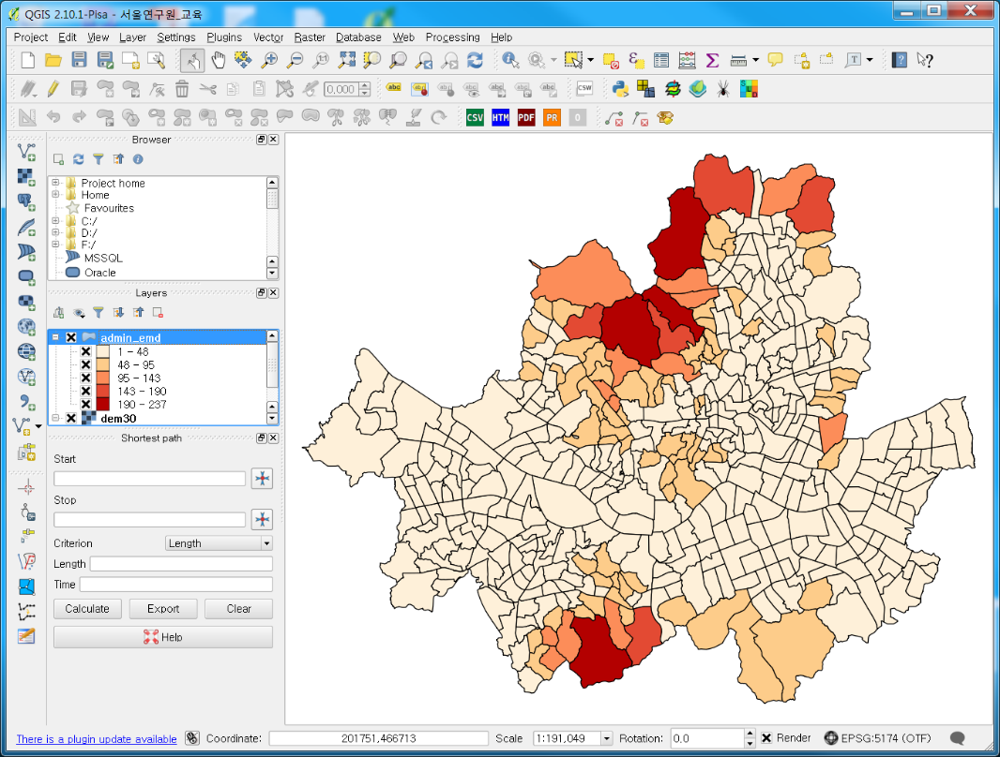 QGIS 2.10.1-Pisa - 서울연구원_교육
Project Edit View Layer Settings Plugins Vector Raster Database Web Processing Help
0,000 abc abc CSW
CSV HTM PDF PR 0
Browser
Project home
Home
Favourites
C:/
D:/
F:/
MSSQL
Oracle
Layers
admin_emd
1 - 48
48 - 95
95 - 143
143 - 190
190 - 237
dem30
Shortest path
Start
Stop
Criterion Length
Length
Time
Calculate Export Clear
Help
There is a plugin update available Coordinate: 201751,466713 Scale 1:191,049 Rotation: 0,0 Render EPSG:5174 (OTF)